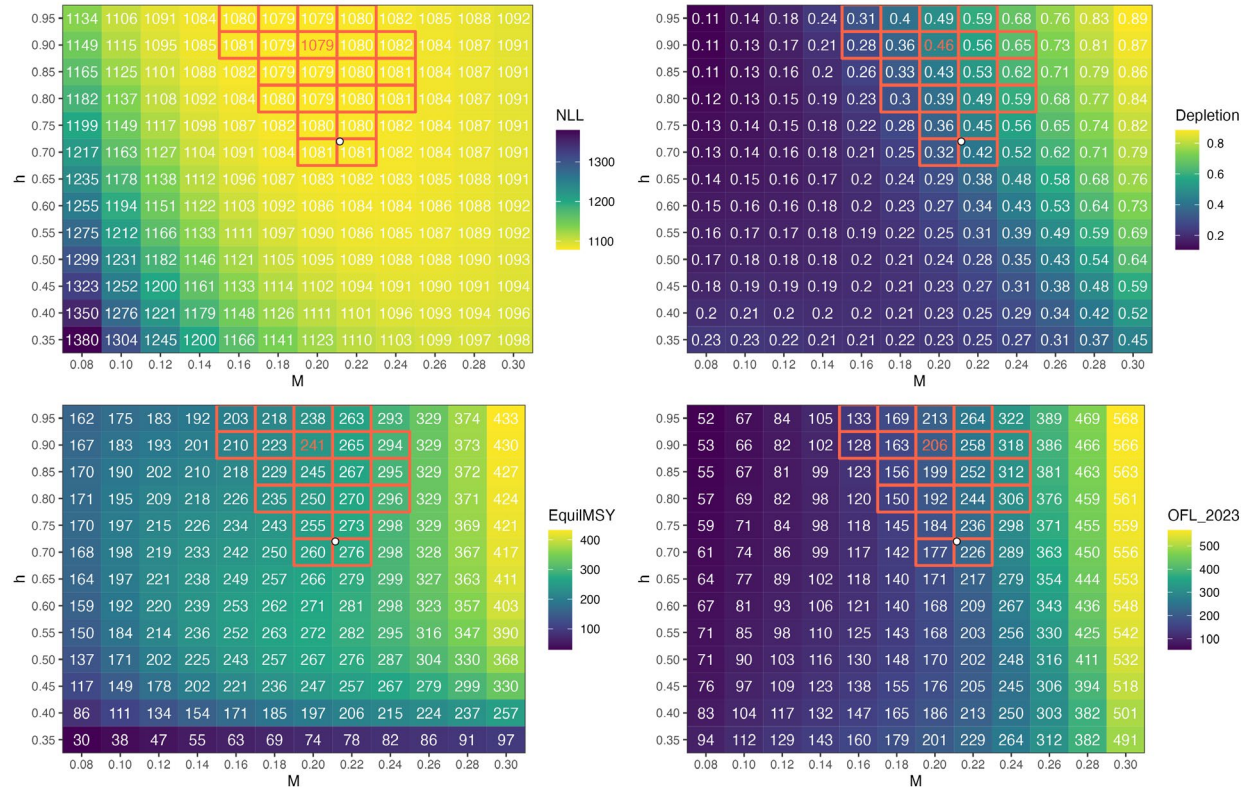 0.95 1134 1106 1091 1084 1080 1079 1079 1080 1082 1085 1088 1092
0.90 1149 1115 1095 1085 1081 1079 1079 1080 1082 1084 1087 1091
0.85 1165 1125 1101 1088 1082 1079 1079 1080 1081 1084 1087 1091
0.80 1182 1137 1108 1092 1084 1080 1079 1080 1081 1084 1087 1091
0.75 1199 1149 1117 1098 1087 1082 1080 1080 1082 1084 1087 1091
0.70 1217 1163 1127 1104 1091 1084 1081 1081 1082 1084 1087 1091
0.65 1235 1178 1138 1112 1096 1087 1083 1082 1083 1085 1087 1091
0.60 1255 1194 1151 1122 1103 1092 1086 1084 1084 1085 1088 1092
0.55 1275 1212 1166 1133 1111 1097 1090 1086 1085 1086 1089 1092
0.50 1299 1231 1182 1146 1121 1105 1095 1089 1088 1088 1090 1093
0.45 1323 1252 1200 1161 1133 1114 1102 1094 1091 1090 1091 1094
0.40 1350 1276 1221 1179 1148 1126 1111 1101 1096 1093 1094 1096
0.35 1380 1304 1245 1200 1166 1141 1123 1110 1103 1099 1097 1098
h
0.08 0.10 0.12 0.14 0.16 0.18 0.20 0.22 0.24 0.26 0.28 0.30
M
NLL
1300
1200
1100
0.95 0.11 0.14 0.18 0.24 0.31 0.4 0.49 0.59 0.68 0.76 0.83 0.89
0.90 0.11 0.13 0.17 0.21 0.28 0.36 0.46 0.56 0.65 0.73 0.81 0.87
0.85 0.11 0.13 0.16 0.2 0.26 0.33 0.43 0.53 0.62 0.71 0.79 0.86
0.80 0.12 0.13 0.15 0.19 0.23 0.3 0.39 0.49 0.59 0.68 0.77 0.84
0.75 0.13 0.14 0.15 0.18 0.22 0.28 0.36 0.45 0.56 0.65 0.74 0.82
0.70 0.13 0.14 0.16 0.18 0.21 0.25 0.32 0.42 0.52 0.62 0.71 0.79
0.65 0.14 0.15 0.16 0.17 0.2 0.24 0.29 0.38 0.48 0.58 0.68 0.76
0.60 0.15 0.16 0.16 0.18 0.2 0.23 0.27 0.34 0.43 0.53 0.64 0.73
0.55 0.16 0.17 0.17 0.18 0.19 0.22 0.25 0.31 0.39 0.49 0.59 0.69
0.50 0.17 0.18 0.18 0.18 0.2 0.21 0.24 0.28 0.35 0.43 0.54 0.64
0.45 0.18 0.19 0.19 0.19 0.2 0.21 0.23 0.27 0.31 0.38 0.48 0.59
0.40 0.2 0.21 0.2 0.2 0.2 0.21 0.23 0.25 0.29 0.34 0.42 0.52
0.35 0.23 0.23 0.22 0.21 0.21 0.21 0.22 0.24 0.27 0.31 0.37 0.45
h
0.08 0.10 0.12 0.14 0.16 0.18 0.20 0.22 0.24 0.26 0.28 0.30
M
Depletion
0.8
0.6
0.4
0.2
0.95 162 175 183 192 203 218 238 263 293 329 374 433
0.90 167 183 193 201 210 223 241 265 294 329 373 430
0.85 170 190 202 210 218 229 245 267 295 329 372 427
0.80 171 195 209 218 226 235 250 270 296 329 371 424
0.75 170 197 215 226 234 243 255 273 298 329 369 421
0.70 168 198 219 233 242 250 260 276 298 328 367 417
0.65 164 197 221 238 249 257 266 279 299 327 363 411
0.60 159 192 220 239 253 262 271 281 298 323 357 403
0.55 150 184 214 236 252 263 272 282 295 316 347 390
0.50 137 171 202 225 243 257 267 276 287 304 330 368
0.45 117 149 178 202 221 236 247 257 267 279 299 330
0.40 86 111 134 154 171 185 197 206 215 224 237 257
0.35 30 38 47 55 63 69 74 78 82 86 91 97
h
0.08 0.10 0.12 0.14 0.16 0.18 0.20 0.22 0.24 0.26 0.28 0.30
M
EquilMSY
400
300
200
100
0.95 52 67 84 105 133 169 213 264 322 389 469 568
0.90 53 66 82 102 128 163 206 258 318 386 466 566
0.85 55 67 81 99 123 156 199 252 312 381 463 563
0.80 57 69 82 98 120 150 192 244 306 376 459 561
0.75 59 71 84 98 118 145 184 236 298 371 455 559
0.70 61 74 86 99 117 142 177 226 289 363 450 556
0.65 64 77 89 102 118 140 171 217 279 354 444 553
0.60 67 81 93 106 121 140 168 209 267 343 436 548
0.55 71 85 98 110 125 143 168 203 256 330 425 542
0.50 71 90 103 116 130 148 170 202 248 316 411 532
0.45 76 97 109 123 138 155 176 205 245 306 394 518
0.40 83 104 117 132 147 165 186 213 250 303 382 501
0.35 94 112 129 143 160 179 201 229 264 312 382 491
h
0.08 0.10 0.12 0.14 0.16 0.18 0.20 0.22 0.24 0.26 0.28 0.30
M
OFL_2023
500
400
300
200
100